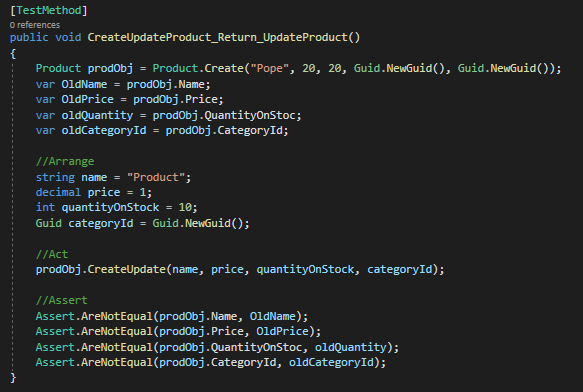 [TestMethod]
0 references
public void CreateUpdateProduct_Return_UpdateProduct()
{
Product prodObj = Product.Create("Pope", 20, 20, Guid.NewGuid(), Guid.NewGuid());
var OldName = prodObj.Name;
var OldPrice = prodObj.Price;
var oldQuantity = prodObj.QuantityOnStoc;
var oldCategoryId = prodObj.CategoryId;
//Arrange
string name = "Product";
decimal price = 1;
int quantityOnStock = 10;
Guid categoryId = Guid.NewGuid();
//Act
prodObj.CreateUpdate(name, price, quantityOnStock, categoryId);
//Assert
Assert.AreNotEqual(prodObj.Name, OldName);
Assert.AreNotEqual(prodObj.Price, OldPrice);
Assert.AreNotEqual(prodObj.QuantityOnStoc, oldQuantity);
Assert.AreNotEqual(prodObj.CategoryId, oldCategoryId);
}